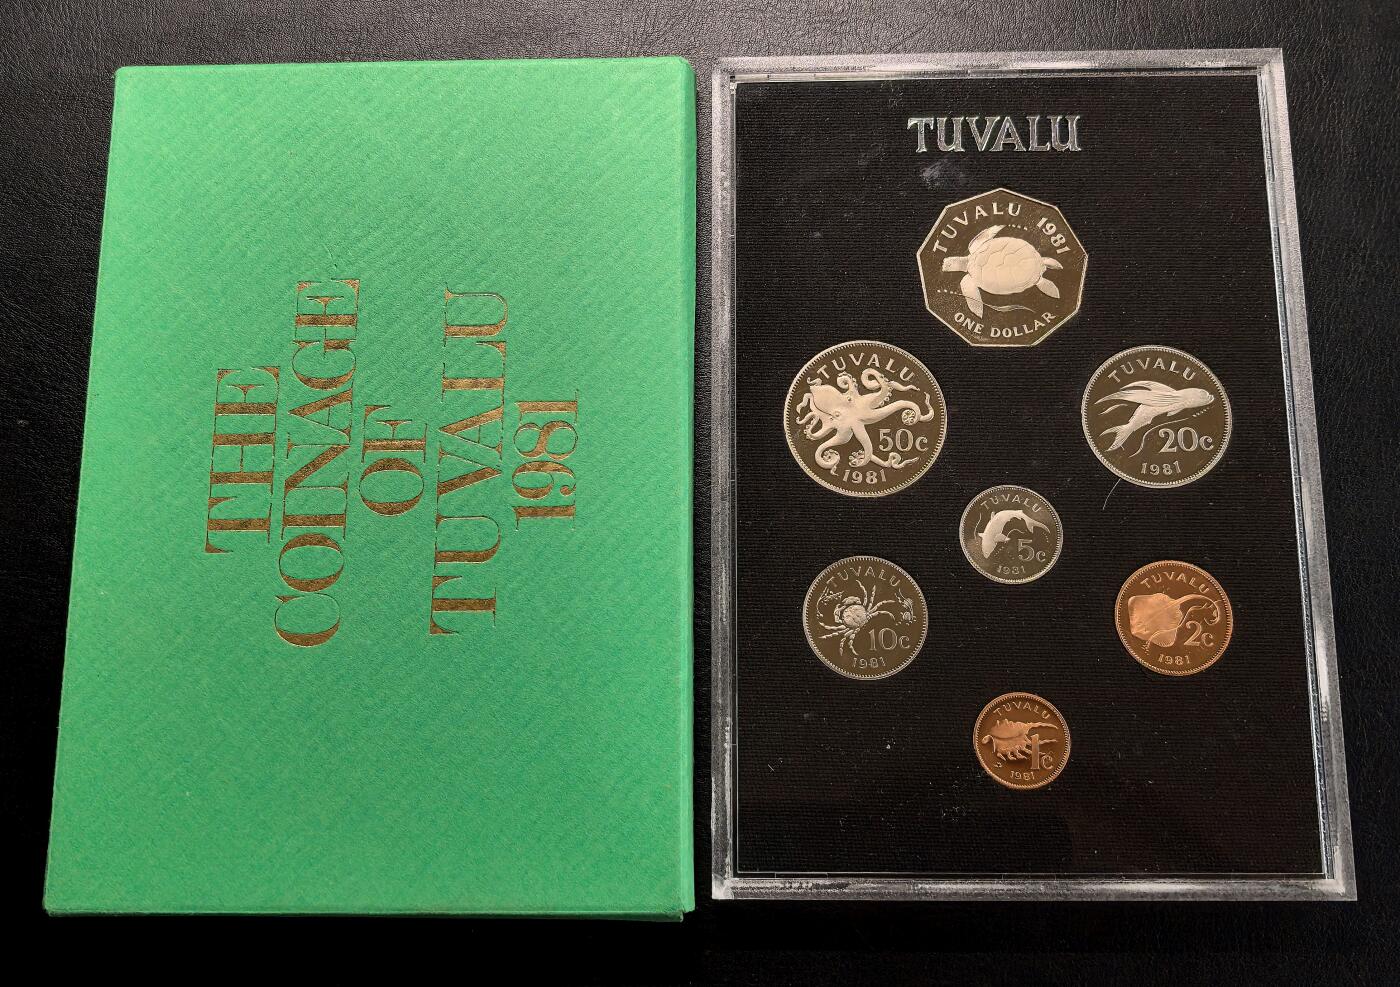 THE
COINAGE
OF
TUVALU
1981
TUVALU
TUVALU 1981
ONE DOLLAR
TUVALU
50c
1981
TUVALU
20c
1981
TUVALU
5c
1981
TUVALU
10c
1981
TUVALU
2c
1981
TUVALU
1c
1981